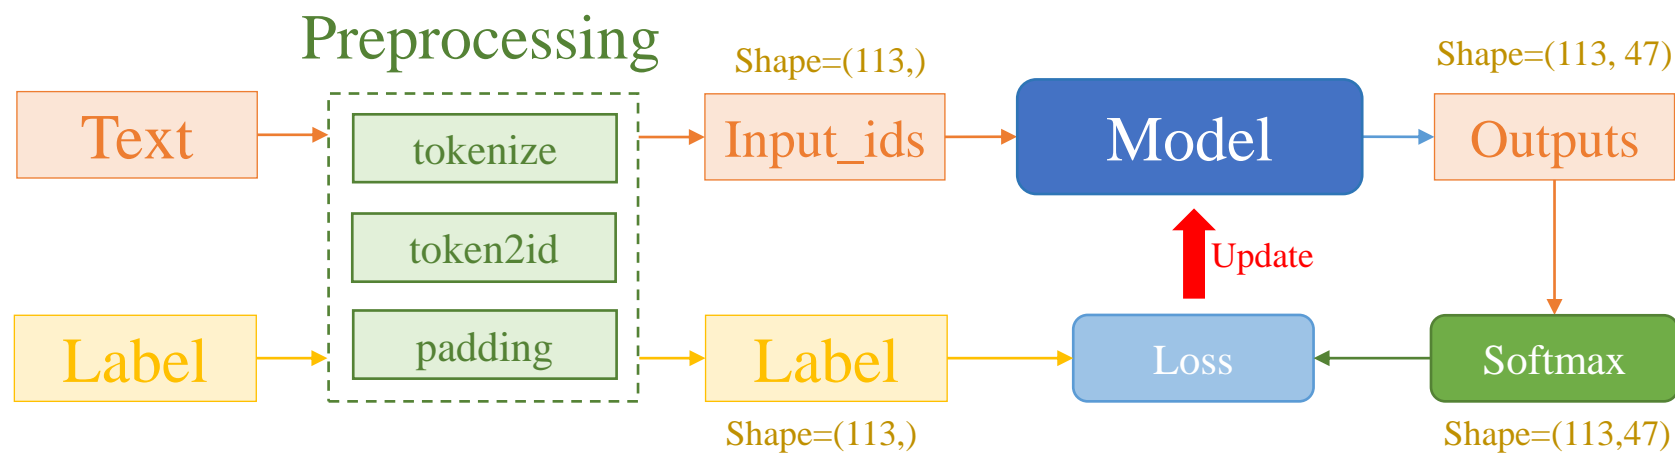 Preprocessing
Shape=(113,)
Shape=(113, 47)
Text
tokenize
Input_ids
Model
Outputs
token2id
Update
Label
padding
Label
Loss
Softmax
Shape=(113,)
Shape=(113,47)